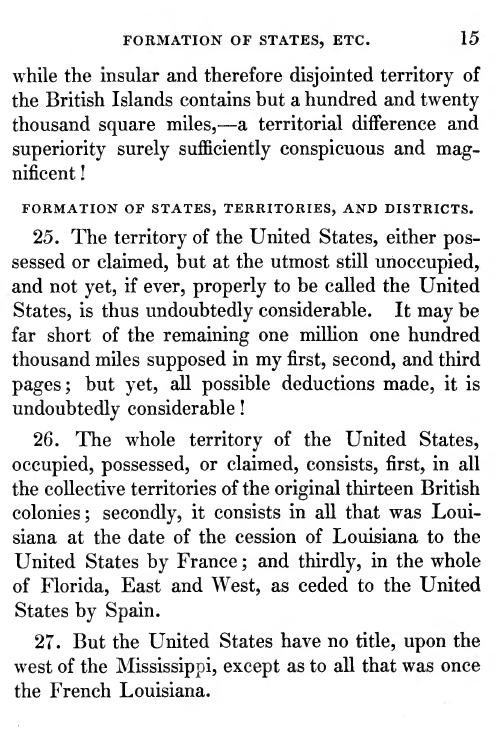 FORMATION OF STATES, ETC. 15
while the insular and therefore disjointed territory of
the British Islands contains but a hundred and twenty
thousand square miles,—a territorial difference and
superiority surely sufficiently conspicuous and mag-
nificent!
FORMATION OF STATES, TERRITORIES, AND DISTRICTS.
25. The territory of the United States, either pos-
sessed or claimed, but at the utmost still unoccupied,
and not yet, if ever, properly to be called the United
States, is thus undoubtedly considerable. It may be
far short of the remaining one million one hundred
thousand miles supposed in my first, second, and third
pages; but yet, all possible deductions made, it is
undoubtedly considerable!
26. The whole territory of the United States,
occupied, possessed, or claimed, consists, first, in all
the collective territories of the original thirteen British
colonies; secondly, it consists in all that was Loui-
siana at the date of the cession of Louisiana to the
United States by France; and thirdly, in the whole
of Florida, East and West, as ceded to the United
States by Spain.
27. But the United States have no title, upon the
west of the Mississippi, except as to all that was once
the French Louisiana.